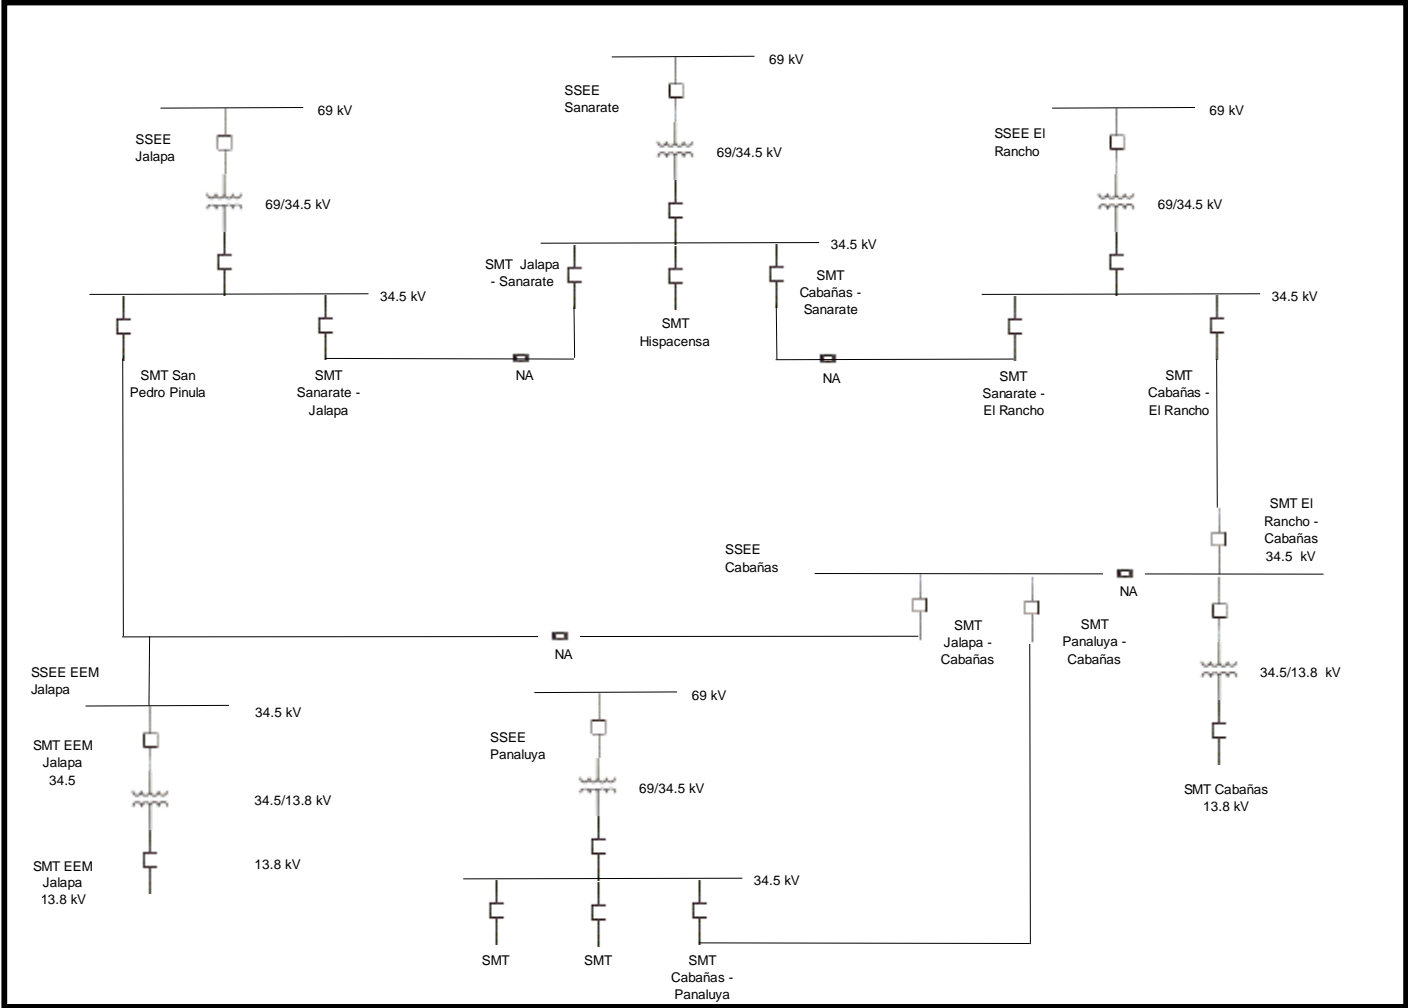 69 kV
SSEE
Sanarate
69 kV
69 kV
SSEE
Jalapa
SSEE El
Rancho
69/34.5 kV
69/34.5 kV
69/34.5 kV
34.5 kV
SMT Jalapa
- Sanarate
SMT
Cabañas -
Sanarate
34.5 kV
34.5 kV
SMT
Hispacensa
NA
NA
SMT San
Pedro Pinula
SMT
Sanarate -
Jalapa
SMT
Sanarate -
El Rancho
SMT
Cabañas -
El Rancho
SMT El
Rancho -
Cabañas
34.5 kV
SSEE
Cabañas
NA
SMT
Jalapa -
Cabañas
SMT
Panaluya -
Cabañas
NA
SSEE EEM
Jalapa
34.5/13.8 kV
69 kV
34.5 kV
SSEE
Panaluya
SMT EEM
Jalapa
34.5
69/34.5 kV
SMT Cabañas
13.8 kV
34.5/13.8 kV
13.8 kV
SMT EEM
Jalapa
13.8 kV
34.5 kV
SMT
SMT
SMT
Cabañas -
Panaluya